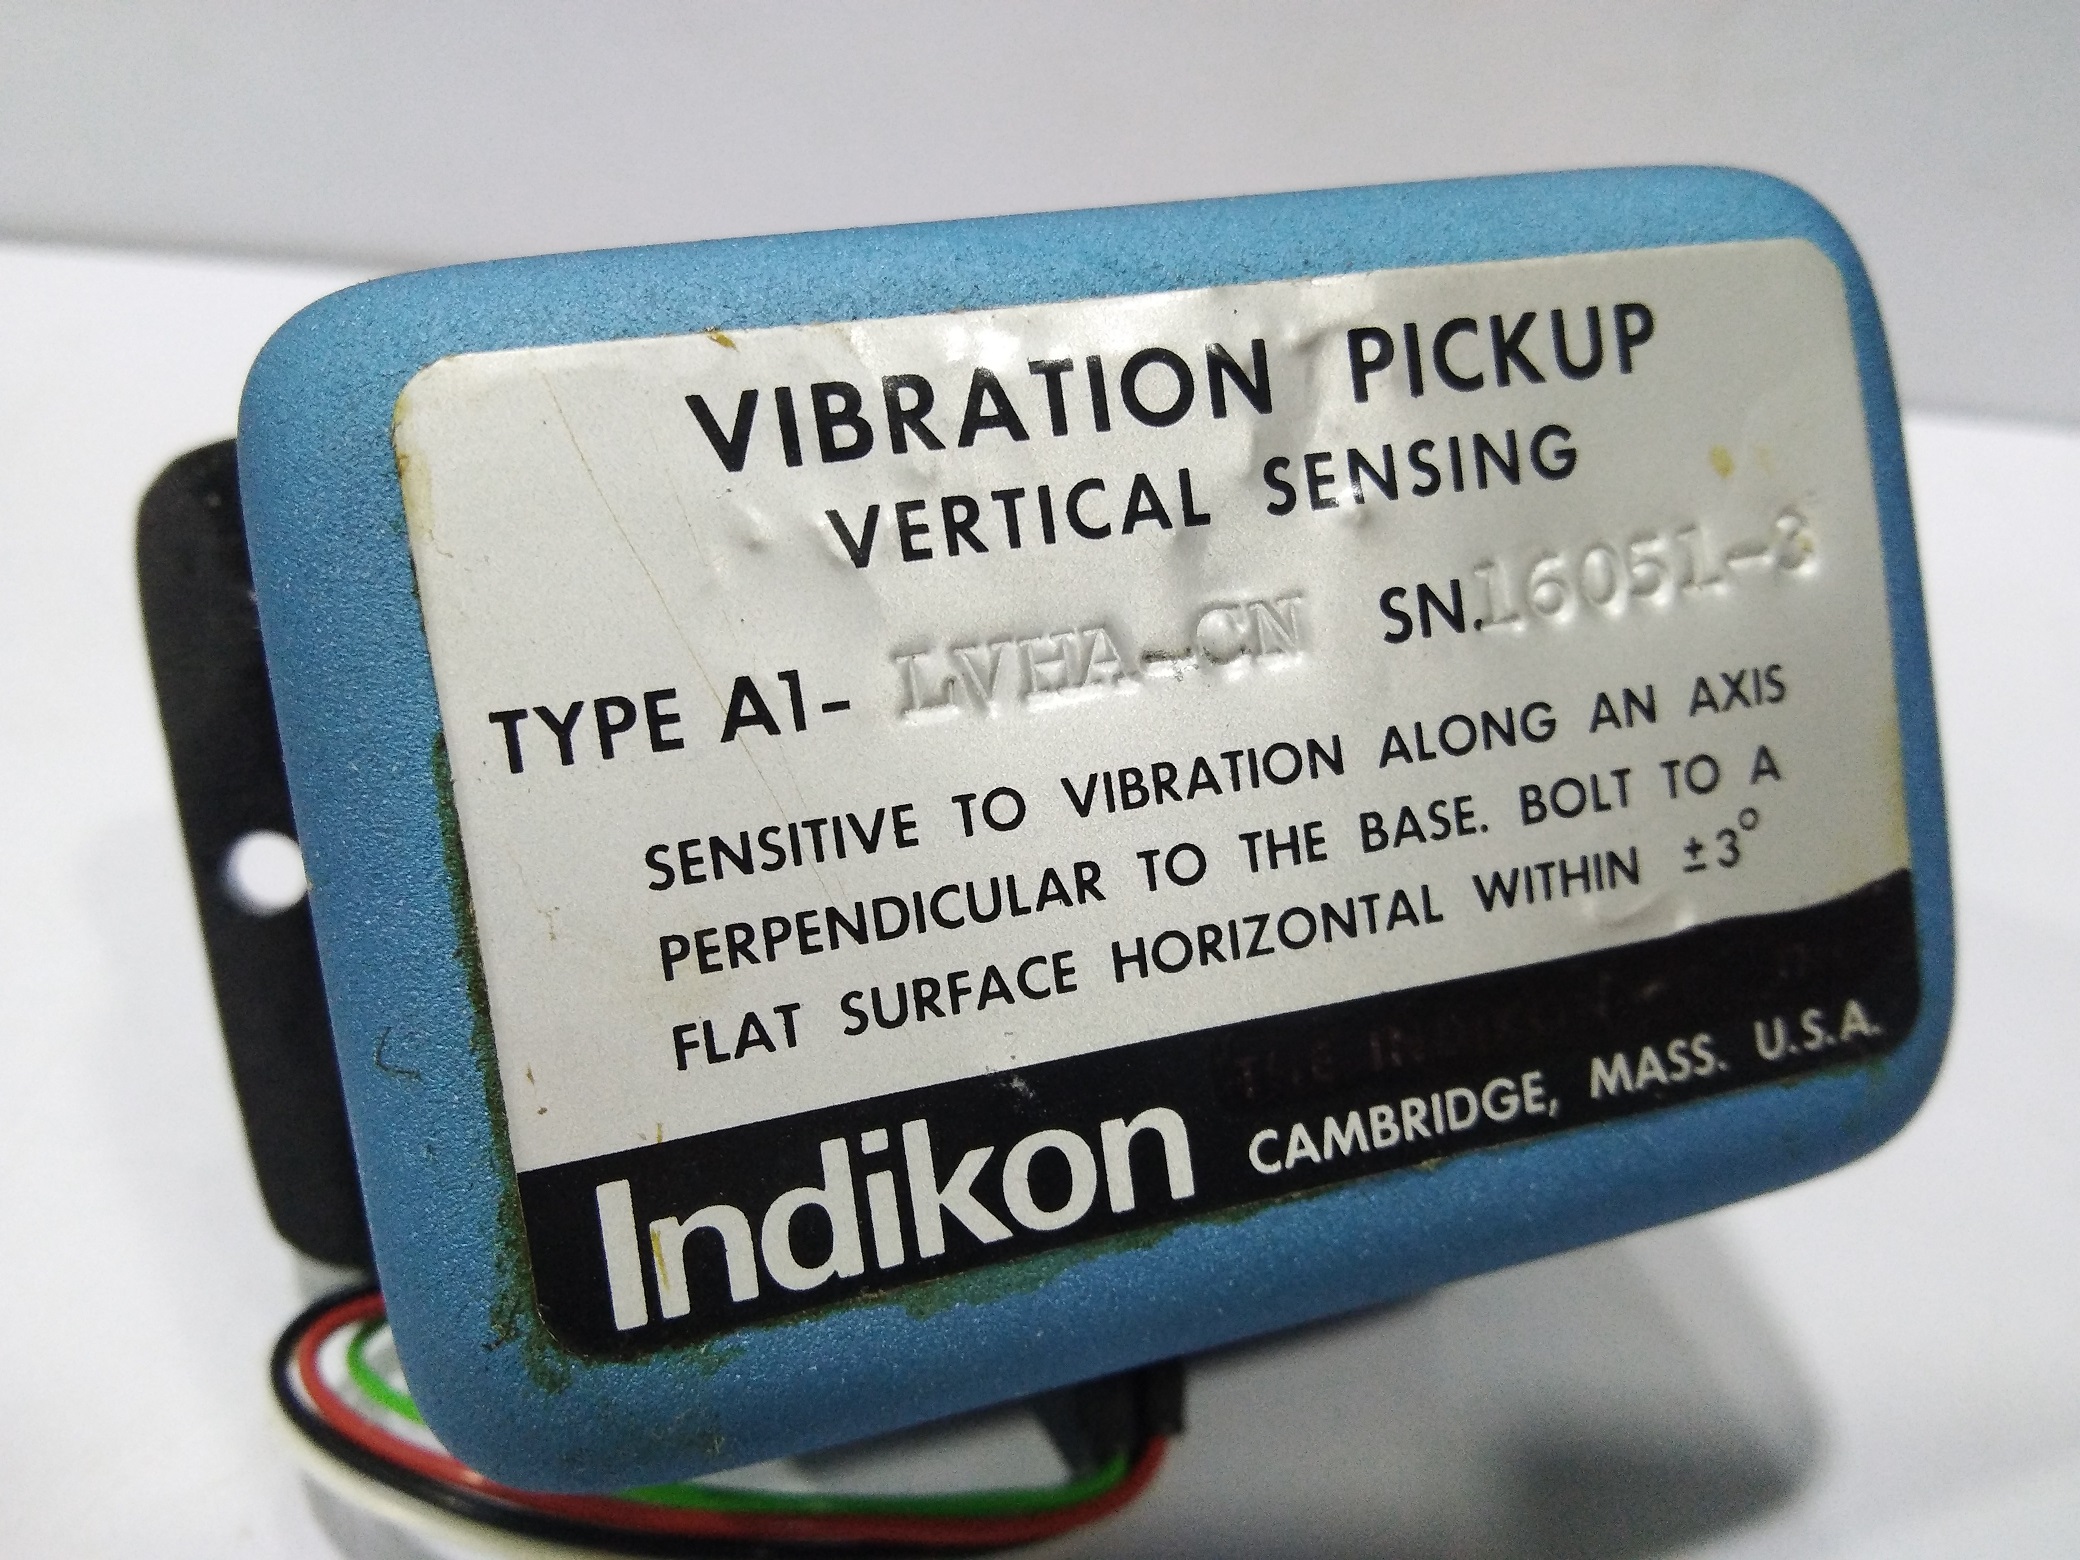 VIBRATION PICKUP
VERTICAL SENSING
TYPE A1- LVHA-CN SN. 16051-3
SENSITIVE TO VIBRATION ALONG AN AXIS
PERPENDICULAR TO THE BASE. BOLT TO A
FLAT SURFACE HORIZONTAL WITHIN ±3°
Indikon CAMBRIDGE, MASS. U.S.A.